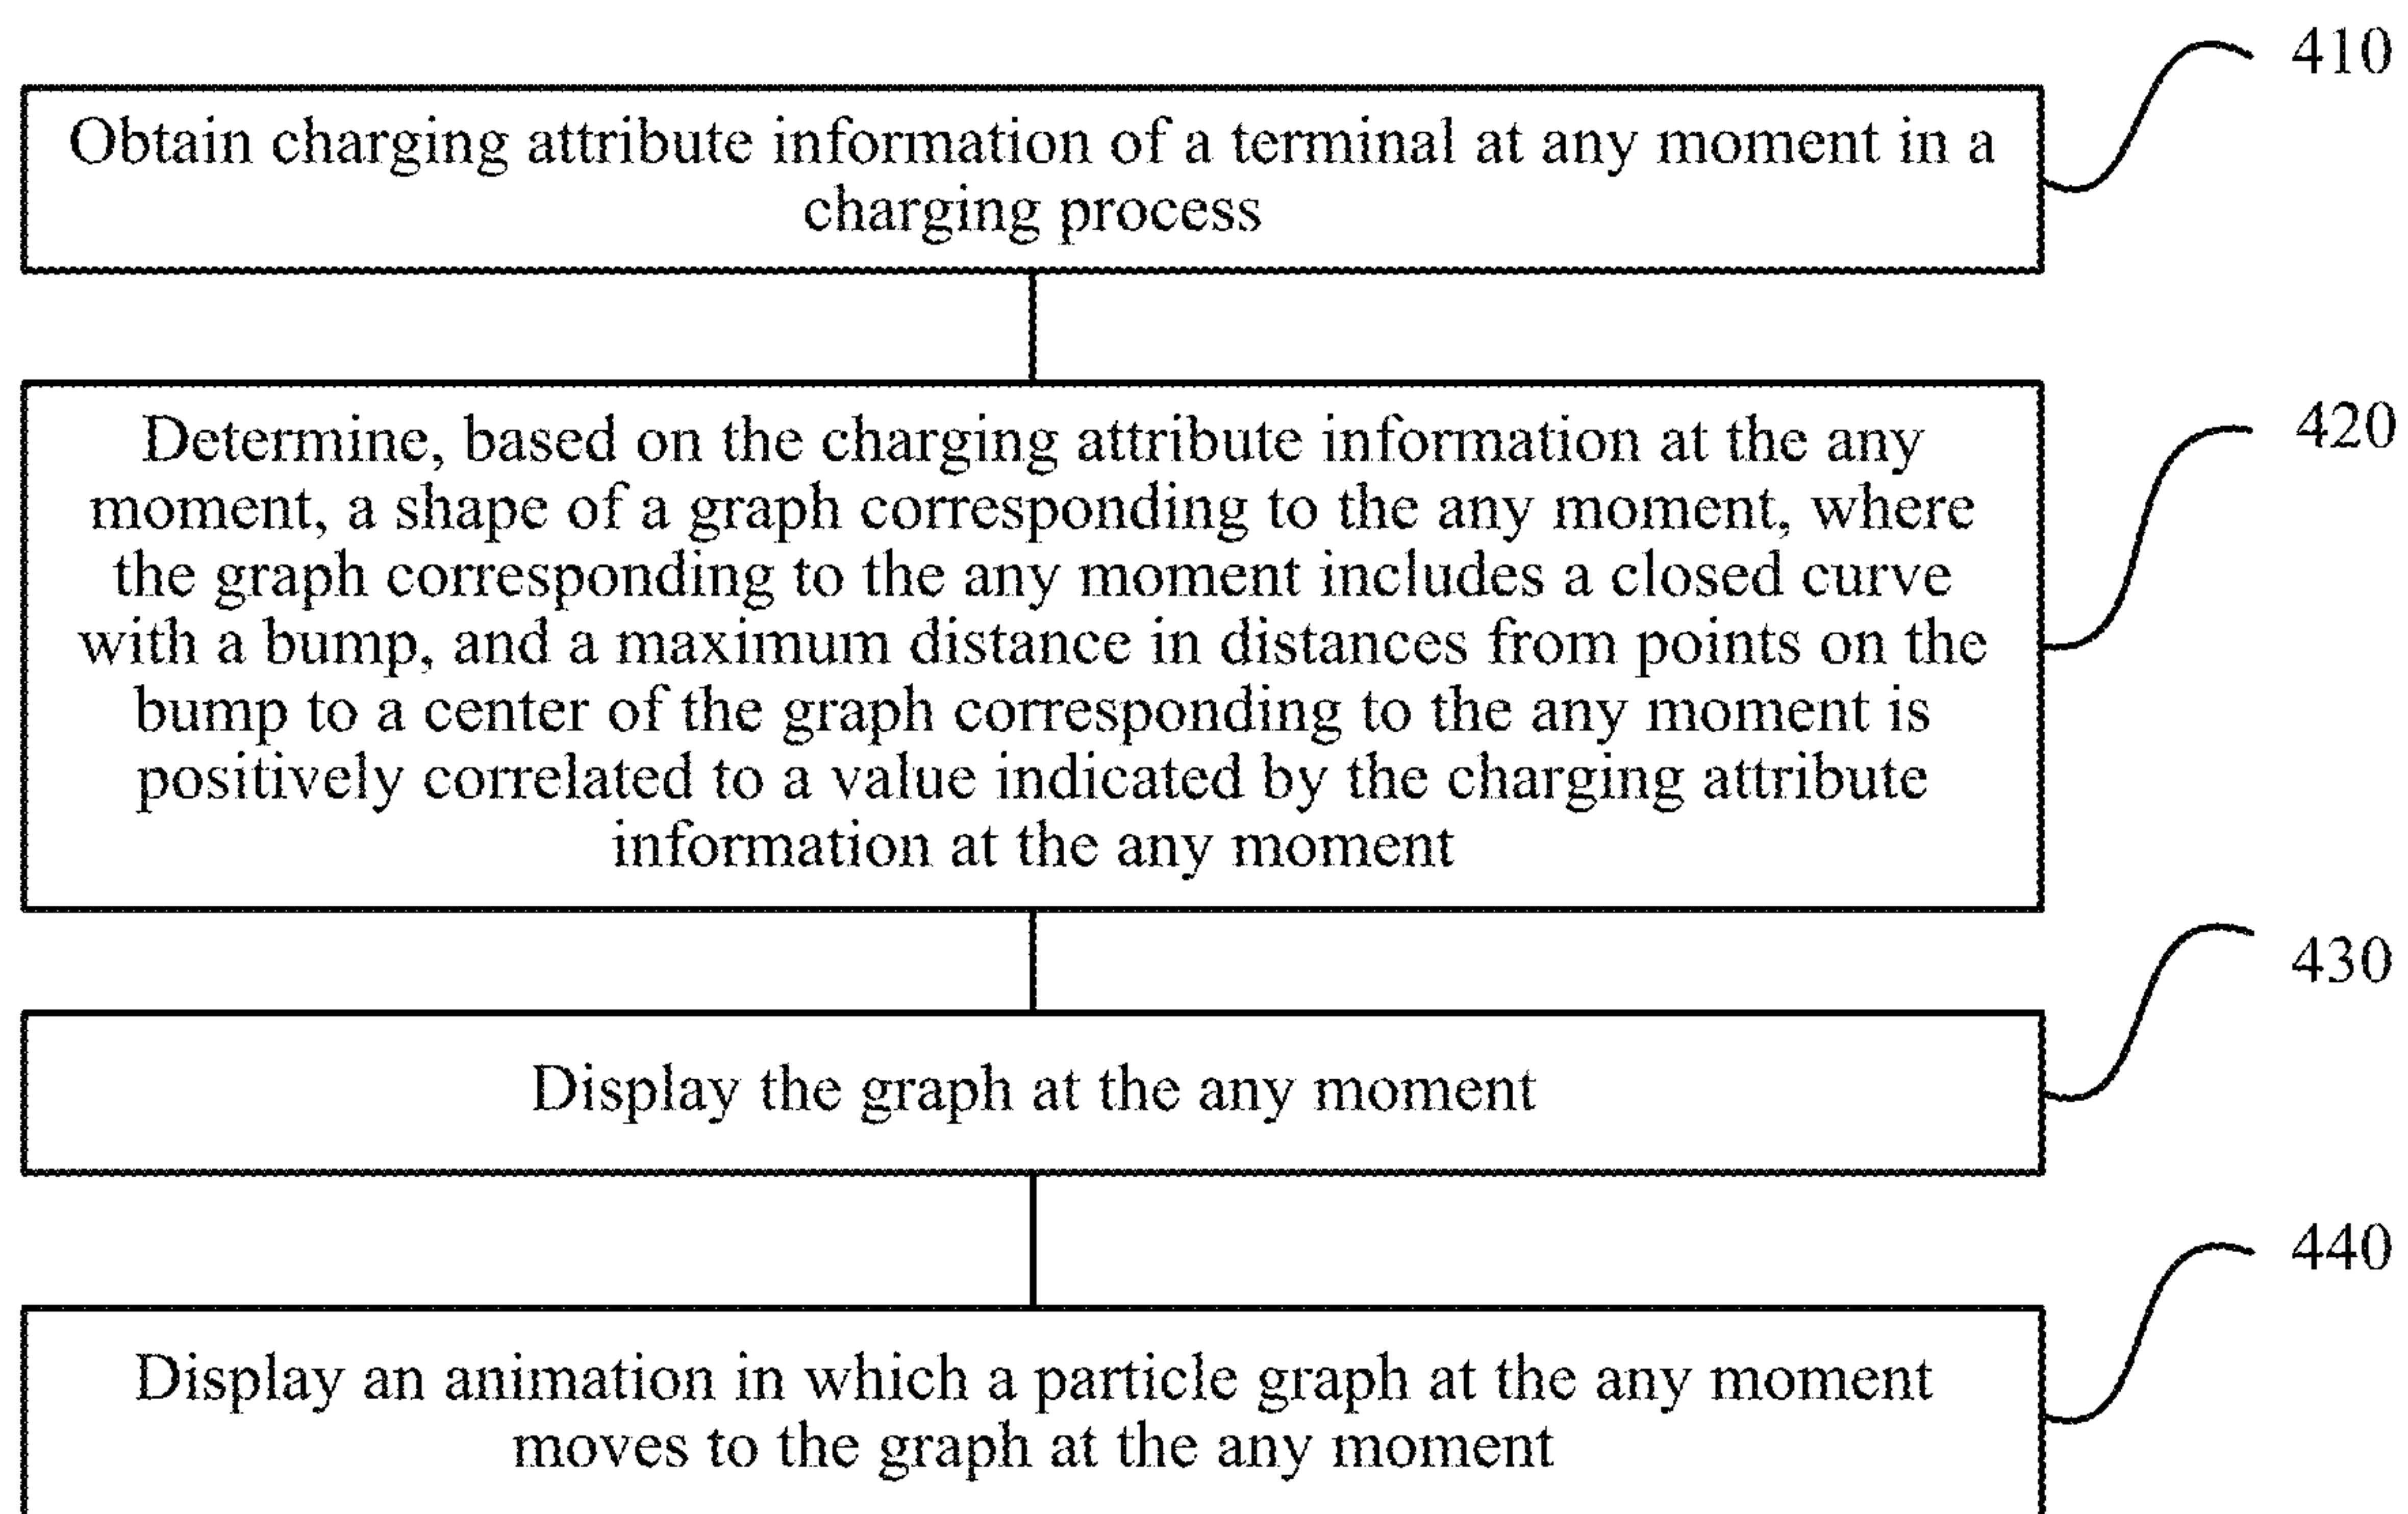 410
Obtain charging attribute information of a terminal at any moment in a
charging process
420
Determine, based on the charging attribute information at the any
moment, a shape of a graph corresponding to the any moment, where
the graph corresponding to the any moment includes a closed curve
with a bump, and a maximum distance in distances from points on the
bump to a center of the graph corresponding to the any moment is
positively correlated to a value indicated by the charging attribute
information at the any moment
430
Display the graph at the any moment
440
Display an animation in which a particle graph at the any moment
moves to the graph at the any moment